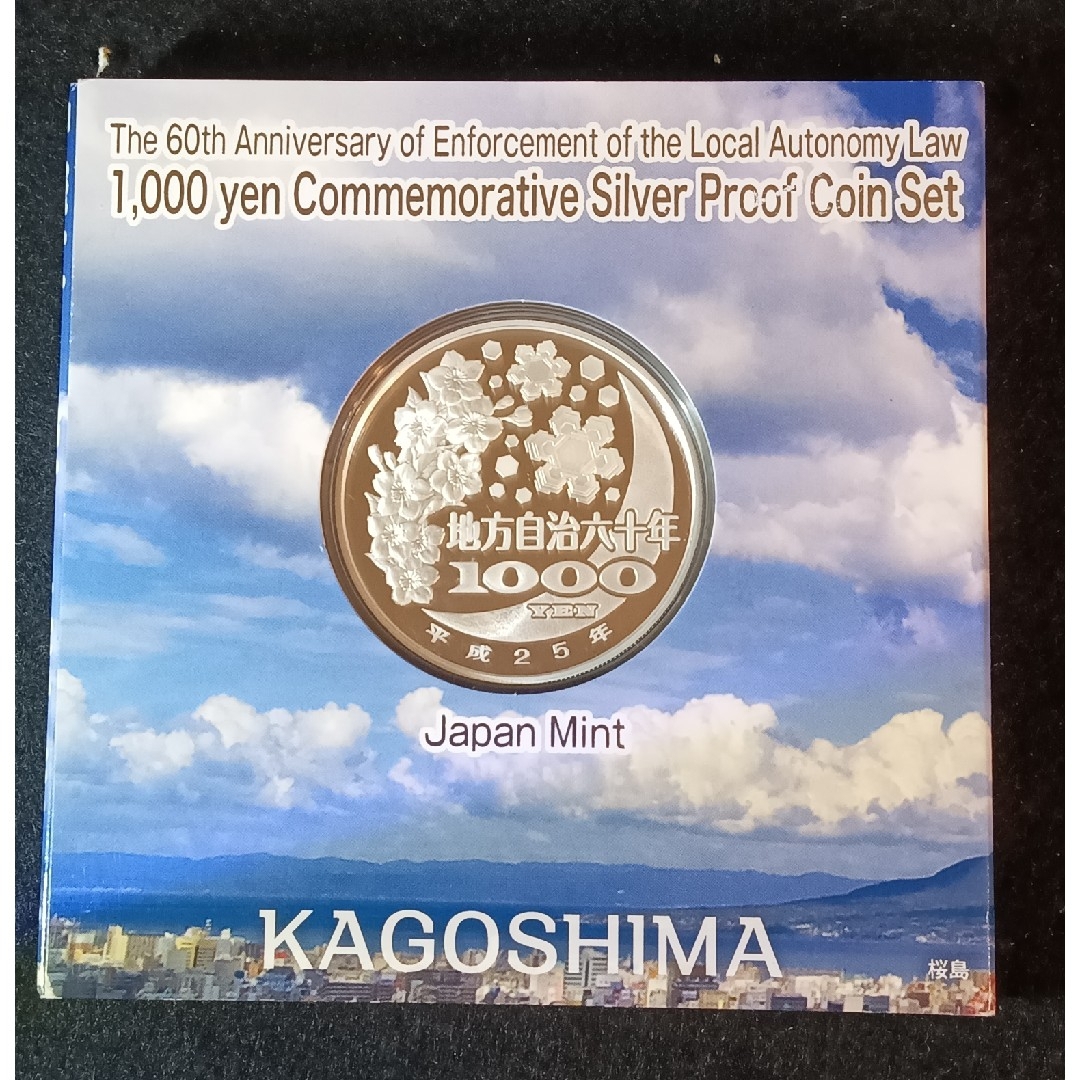 The 60th Anniversary of Enforcement of the Local Autonomy Law
1,000 yen Commemorative Silver Proof Coin Set
地方自治六十年
1000
YEN
平成25年
Japan Mint
KAGOSHIMA
桜島